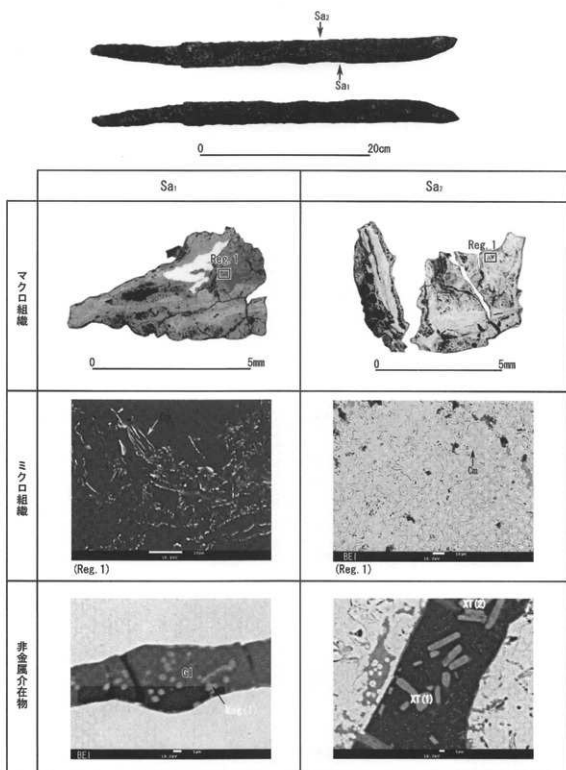 Sa₂
Sa₁
0 20cm
Sa₁ Sa₂
マクロ組織
Reg. 1
0 5mm
Reg. 1
0 5mm
ミクロ組織
(Reg. 1)
Cm
BEI
(Reg. 1)
非金属介在物
Gl
BEI
XT(2)
XT(1)